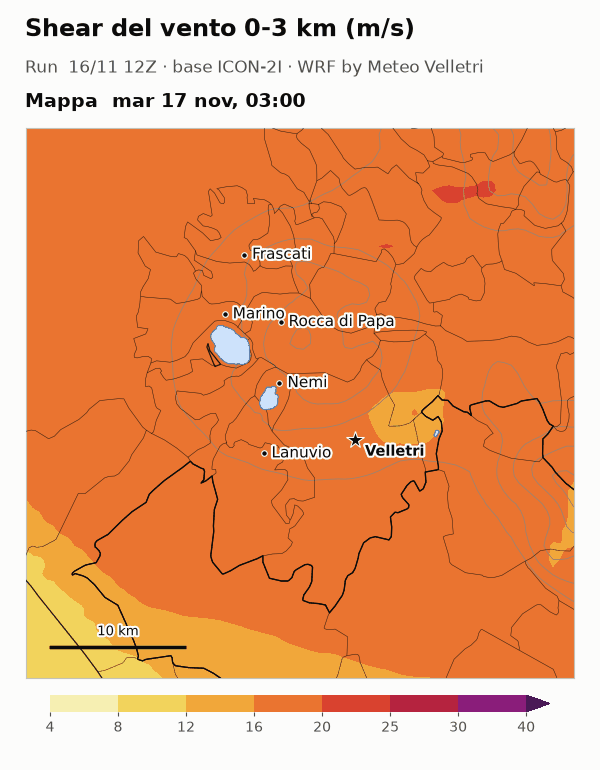 Shear del vento 0-3 km (m/s)
Run 16/11 12Z · base ICON-2I · WRF by Meteo Velletri
Mappa mar 17 nov, 03:00
Frascati
Marino
Rocca di Papa
Nemi
Velletri
Lanuvio
10 km
4 8 12 16 20 25 30 40